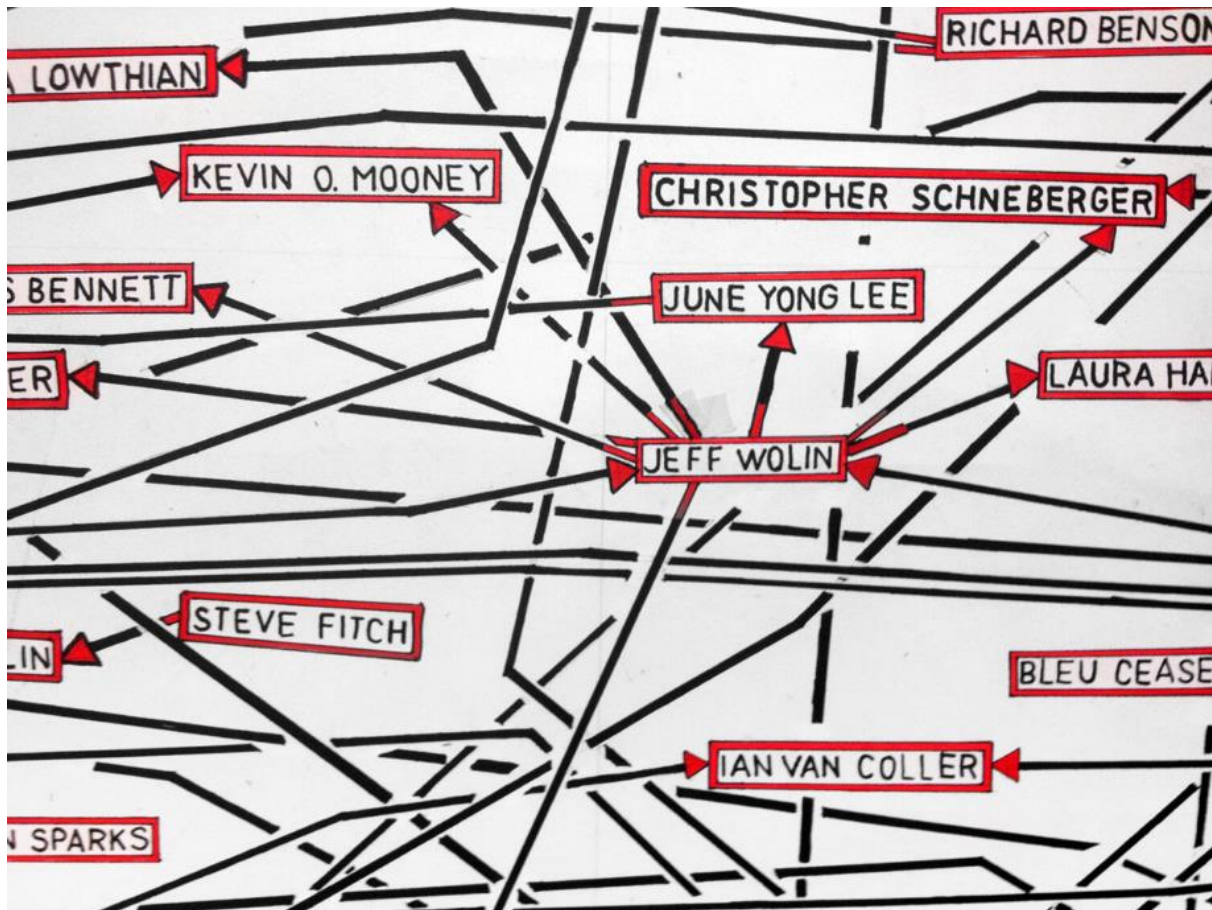 RICHARD BENSON
LOWTHIAN
KEVIN O. MOONEY
CHRISTOPHER SCHNEBERGER
S BENNETT
JUNE YONG LEE
ER
LAURA HA
JEFF WOLIN
STEVE FITCH
LIN
BLEU CEASE
IAN VAN COLLER
N SPARKS